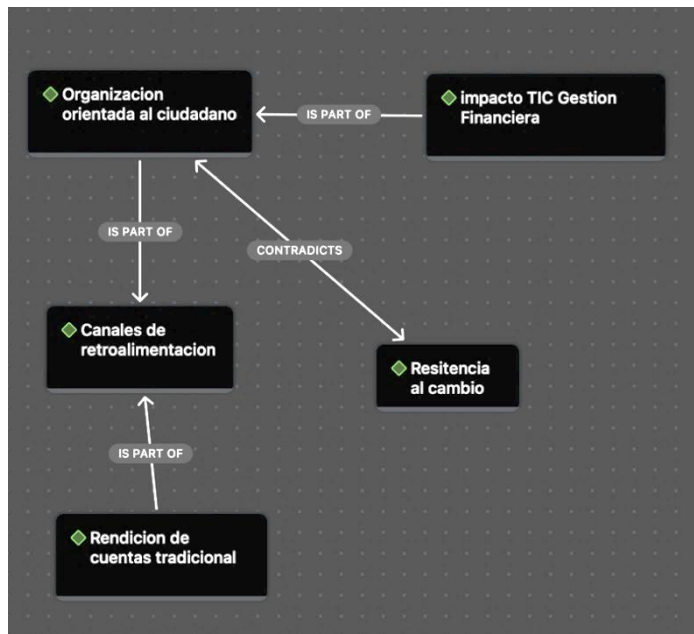 Organizacion
orientada al ciudadano
IS PART OF
impacto TIC Gestion
Financiera
IS PART OF
CONTRADICTS
Canales de
retroalimentacion
Resitencia
al cambio
IS PART OF
Rendicion de
cuentas tradicional